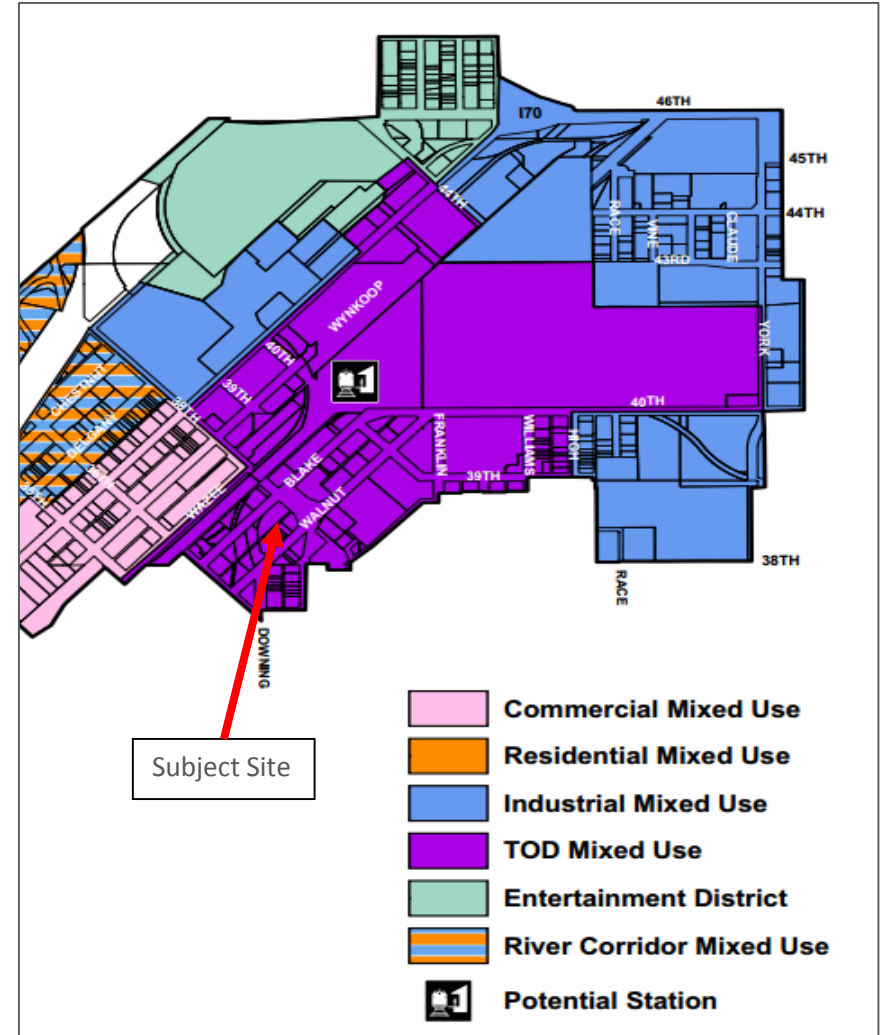 46TH
I70
45TH
44TH
44TH
RACE
VINE
CLAUDE
43RD
WYNKOOP
YORK
40TH
39TH
CHESTNUT
38TH
40TH
DELGANY
FRANKLIN
WILLIAMS
HIGH
BLAKE
39TH
WAZEE
WALNUT
38TH
RACE
DOWNING
Subject Site
Commercial Mixed Use
Residential Mixed Use
Industrial Mixed Use
TOD Mixed Use
Entertainment District
River Corridor Mixed Use
Potential Station